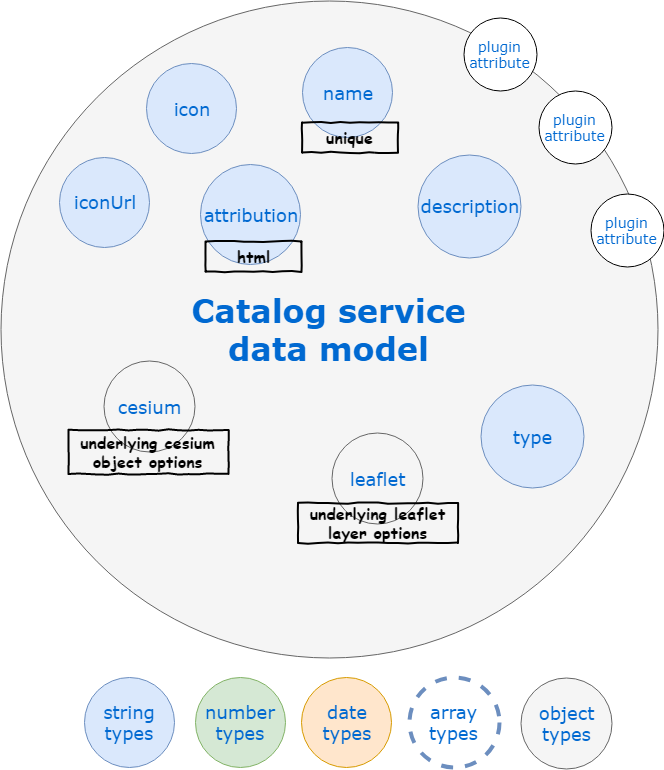 plugin
attribute
name
icon
plugin
attribute
unique
iconUrl
attribution
description
plugin
attribute
html
Catalog service
data model
cesium
underlying cesium
object options
type
leaflet
underlying leaflet
layer options
string
types
number
types
date
types
array
types
object
types